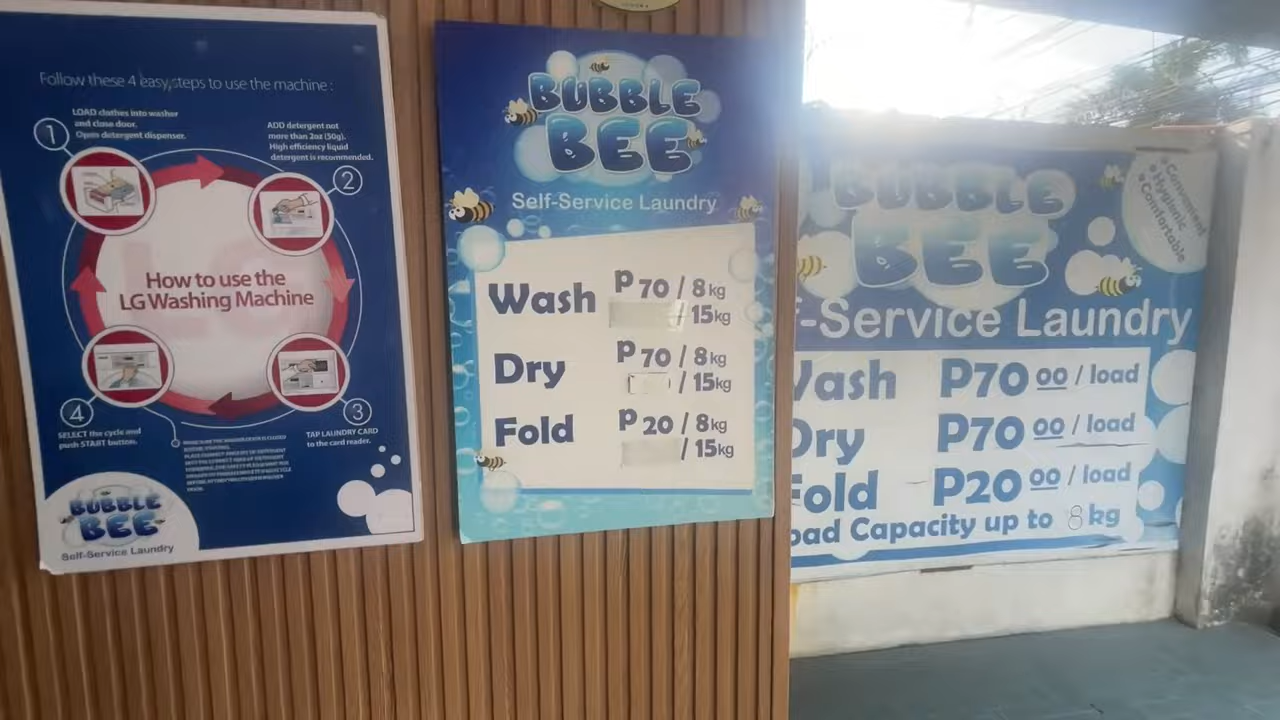 Follow these 4 easy steps to use the machine :
1
LOAD clothes into washer
and close door.
Open detergent dispenser.
ADD detergent not
more than 2oz (50g).
High efficiency liquid
detergent is recommended.
2
How to use the
LG Washing Machine
4
SELECT the cycle and
push START button.
3
TAP LAUNDRY CARD
to the card reader.
BUBBLE
BEE
Self-Service Laundry
BUBBLE
BEE
Self-Service Laundry
Wash P70 / 8kg
/ 15kg
Dry P70 / 8kg
/ 15kg
Fold P20 / 8kg
/ 15kg
Convenient
Hygienic
Comfortable
BUBBLE
BEE
f-Service Laundry
Wash P70 00 / load
Dry P70 00 / load
Fold P20 00 / load
oad Capacity up to 8kg